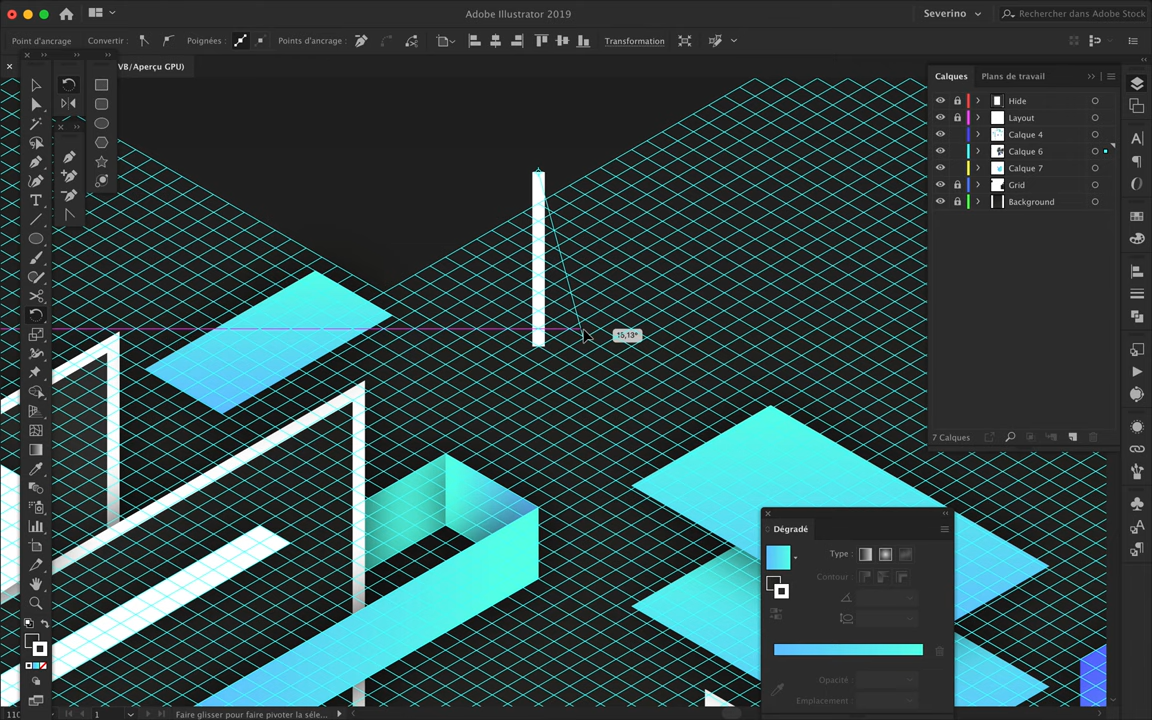 Adobe Illustrator 2019
Severino
Rechercher dans Adobe Stock
Point d'ancrage
Convertir :
Poignées :
Points d'ancrage :
Transformation
VB/Aperçu GPU)
Calques
Plans de travail
Hide
Layout
Calque 4
Calque 6
Calque 7
Grid
Background
15,13°
7 Calques
Dégradé
Type :
Contour :
Opacité :
Emplacement :
110
1
Faire glisser pour faire pivoter la séle...